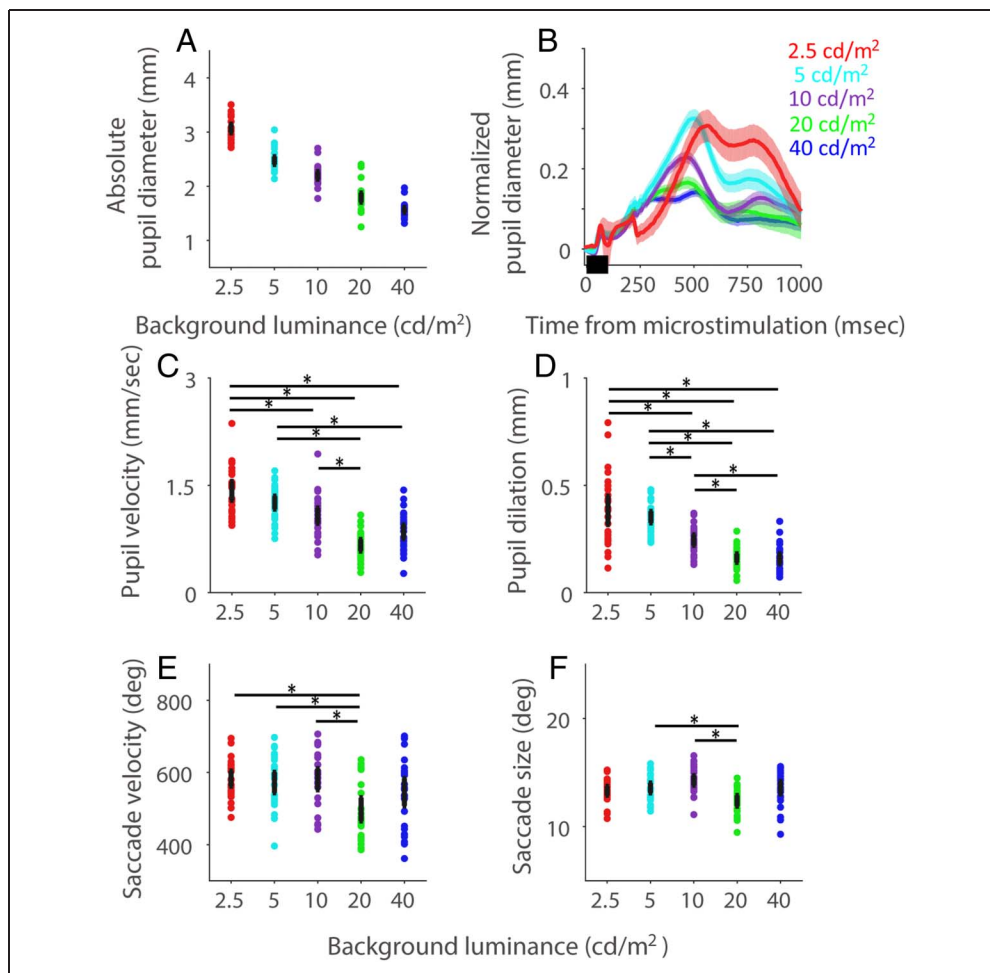 A
Absolute
pupil diameter (mm)
4
3
2
1
2.5 5 10 20 40
Background luminance (cd/m²)
B
Normalized
pupil diameter (mm)
0.4
0.2
0
0 250 500 750 1000
Time from microstimulation (msec)
2.5 cd/m²
5 cd/m²
10 cd/m²
20 cd/m²
40 cd/m²
C
Pupil velocity (mm/sec)
3
1.5
0
* 
*
*
*
*
*
2.5 5 10 20 40
D
Pupil dilation (mm)
1
0.5
0
*
*
*
*
*
*
*
*
2.5 5 10 20 40
E
Saccade velocity (deg)
800
600
400
*
*
*
2.5 5 10 20 40
F
Saccade size (deg)
20
10
*
*
2.5 5 10 20 40
Background luminance (cd/m²)